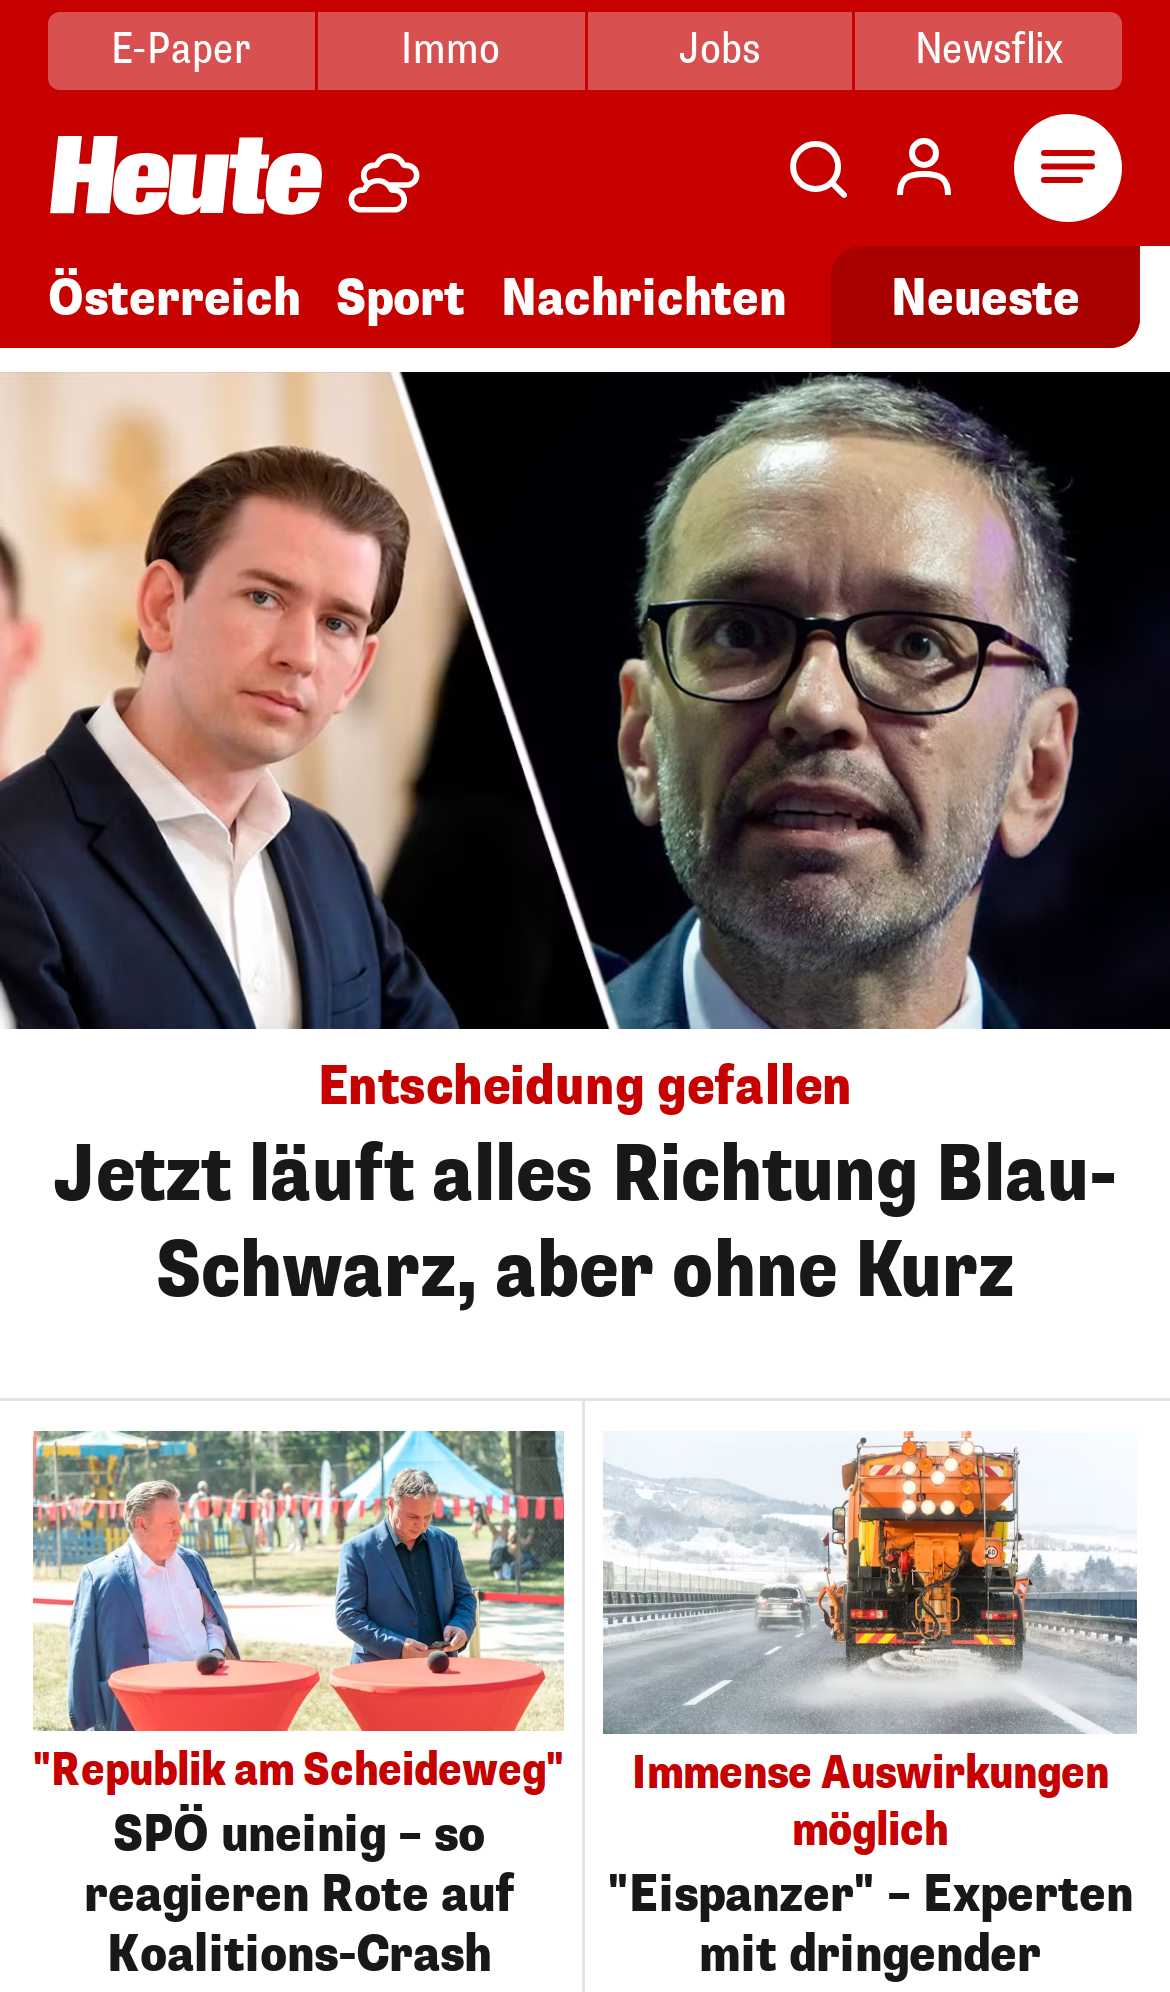 E-Paper Immo Jobs Newsflix
Heute
Österreich Sport Nachrichten Neueste
Entscheidung gefallen
Jetzt läuft alles Richtung Blau-
Schwarz, aber ohne Kurz
"Republik am Scheideweg"
SPÖ uneinig – so
reagieren Rote auf
Koalitions-Crash
Immense Auswirkungen
möglich
"Eispanzer" – Experten
mit dringender